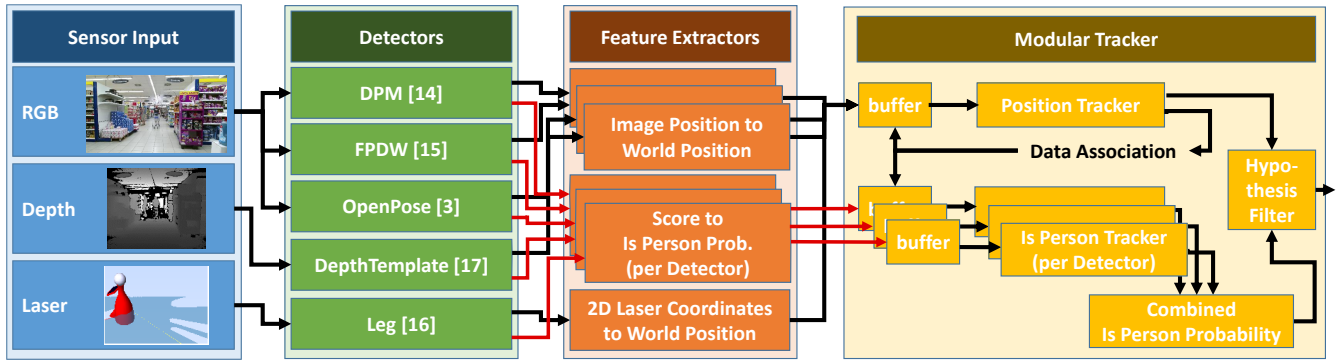 Sensor Input
RGB
Depth
Laser
Detectors
DPM [14]
FPDW [15]
OpenPose [3]
DepthTemplate [17]
Leg [16]
Feature Extractors
Image Position to
World Position
Score to
Is Person Prob.
(per Detector)
2D Laser Coordinates
to World Position
Modular Tracker
buffer
Position Tracker
Data Association
buffer
Is Person Tracker
(per Detector)
Combined
Is Person Probability
Hypo-
thesis
Filter